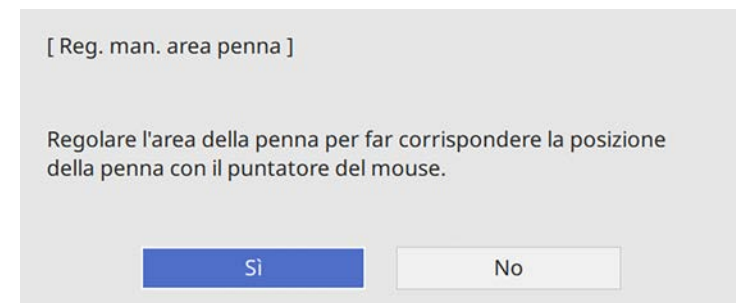 [ Reg. man. area penna ]
Regolare l'area della penna per far corrispondere la posizione
della penna con il puntatore del mouse.
Sì
No